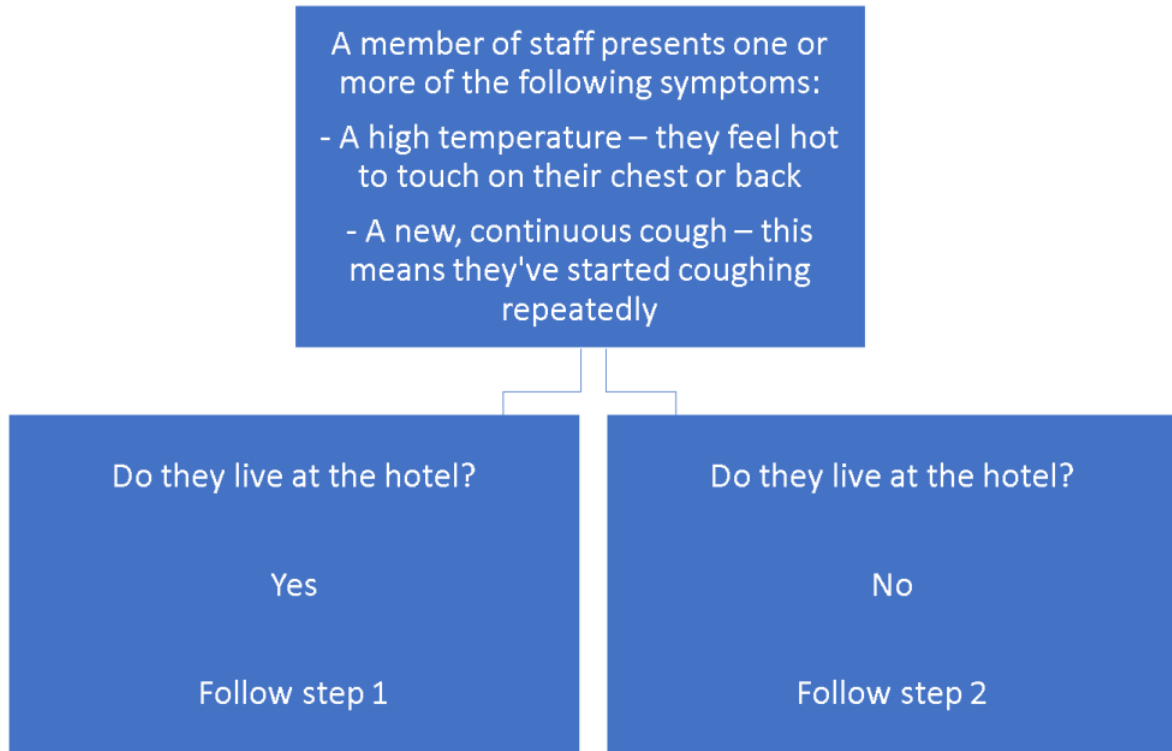 A member of staff presents one or
more of the following symptoms:
- A high temperature – they feel hot
to touch on their chest or back
- A new, continuous cough – this
means they've started coughing
repeatedly
Do they live at the hotel?
Yes
Follow step 1
Do they live at the hotel?
No
Follow step 2